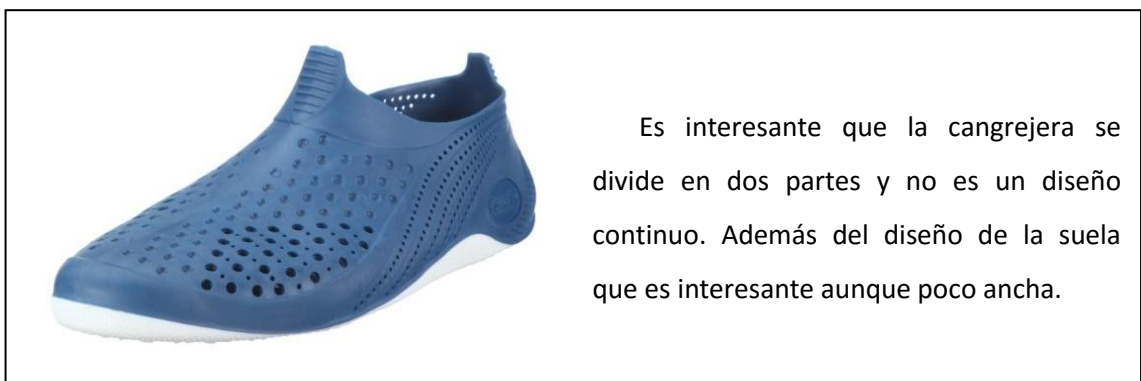 Es interesante que la cangrejera se
divide en dos partes y no es un diseño
continuo. Además del diseño de la suela
que es interesante aunque poco ancha.